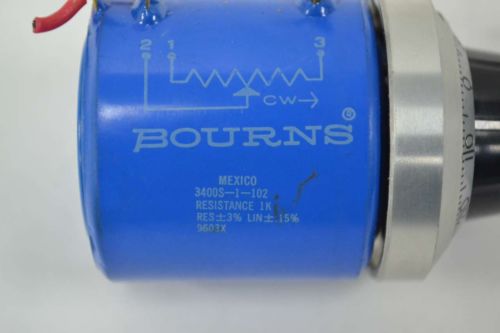 2 1 3
CW→
BOURNS®
MEXICO
3400S-1-102
RESISTANCE 1K
RES±3% LIN±.15%
9603X